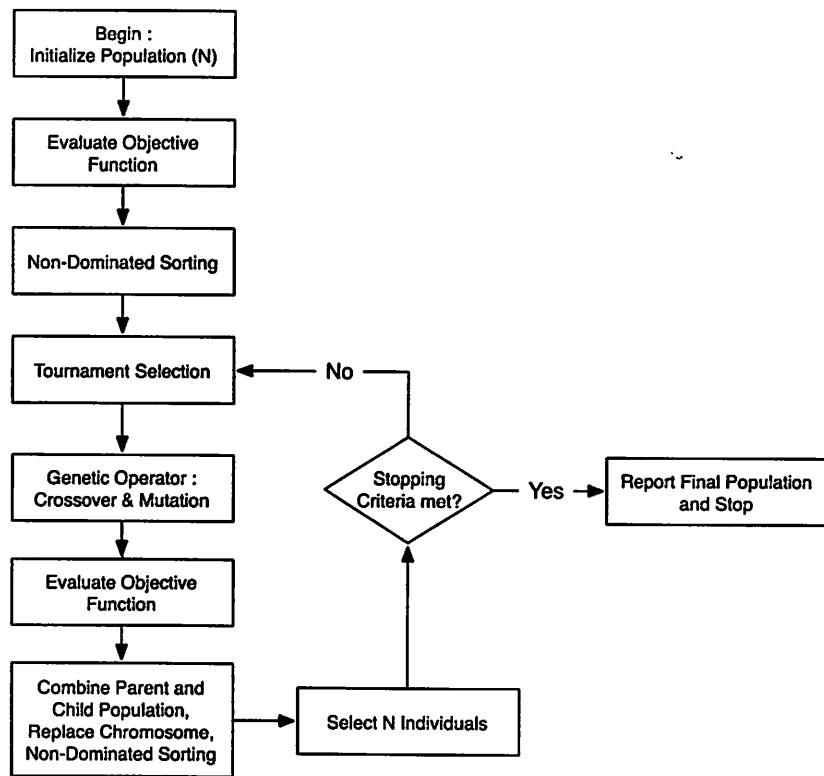 Begin :
Initialize Population (N)
Evaluate Objective
Function
Non-Dominated Sorting
Tournament Selection
No
Genetic Operator :
Crossover & Mutation
Stopping
Criteria met?
Yes
Report Final Population
and Stop
Evaluate Objective
Function
Combine Parent and
Child Population,
Replace Chromosome,
Non-Dominated Sorting
Select N Individuals